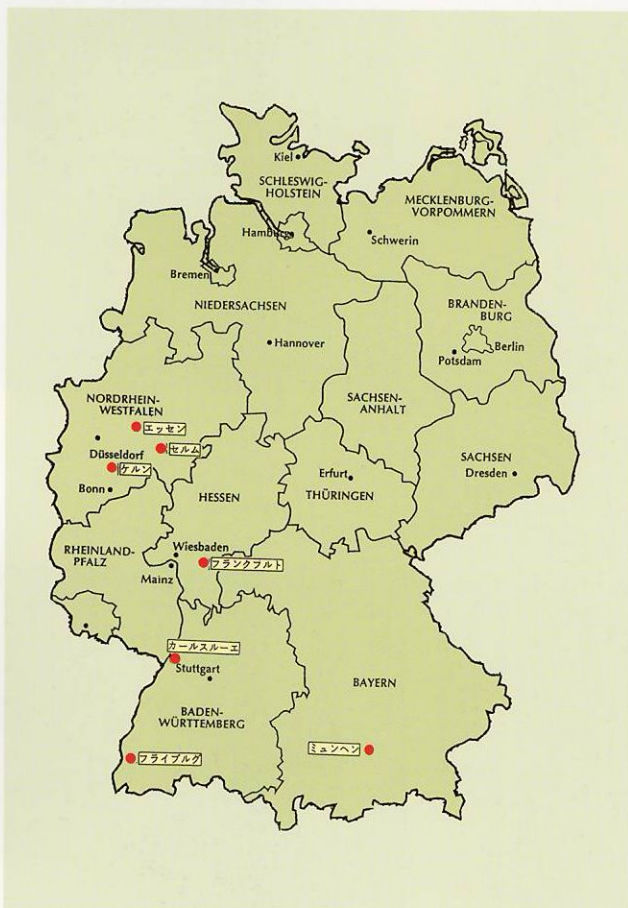 Kiel
SCHLESWIG-
HOLSTEIN
MECKLENBURG-
VORPOMMERN
Hamburg
Schwerin
Bremen
NIEDERSACHSEN
BRANDEN-
BURG
Berlin
Hannover
Potsdam
SACHSEN-
ANHALT
NORDRHEIN-
WESTFALEN
エッセン
セルム
Düsseldorf
ケルン
Bonn
SACHSEN
Dresden
Erfurt
THÜRINGEN
HESSEN
RHEINLAND-
PFALZ
Wiesbaden
フランクフルト
Mainz
カールスルーエ
Stuttgart
BAYERN
BADEN-
WÜRTTEMBERG
フライブルグ
ミュンヘン